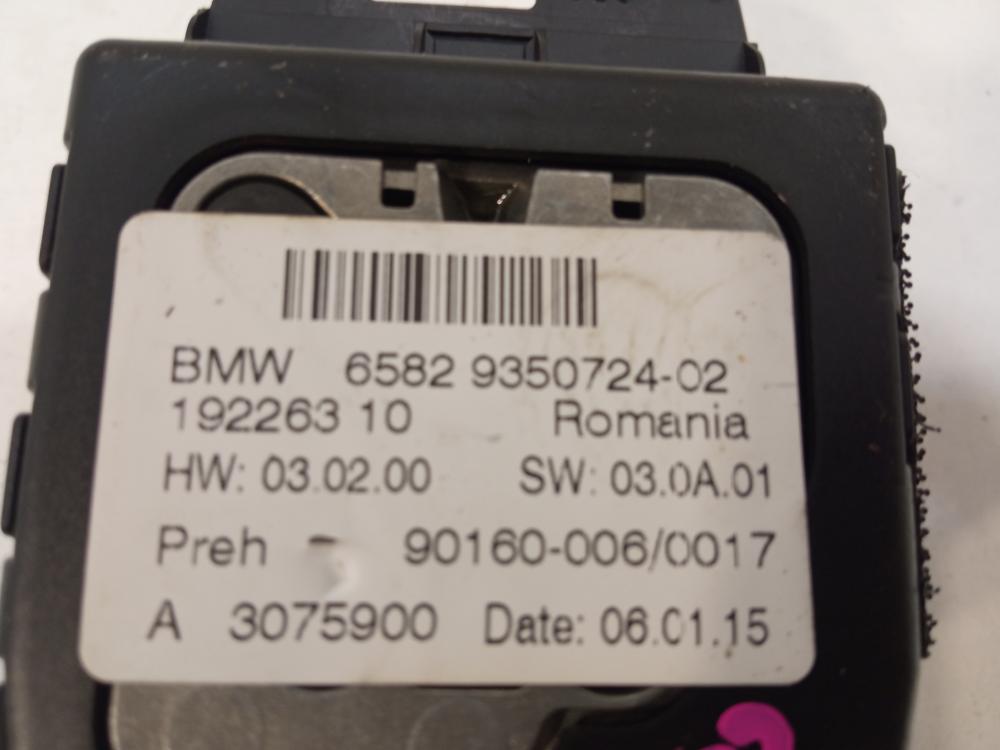 BMW 6582 9350724-02
192263 10 Romania
HW: 03.02.00 SW: 03.0A.01
Preh 90160-006/0017
A 3075900 Date: 06.01.15